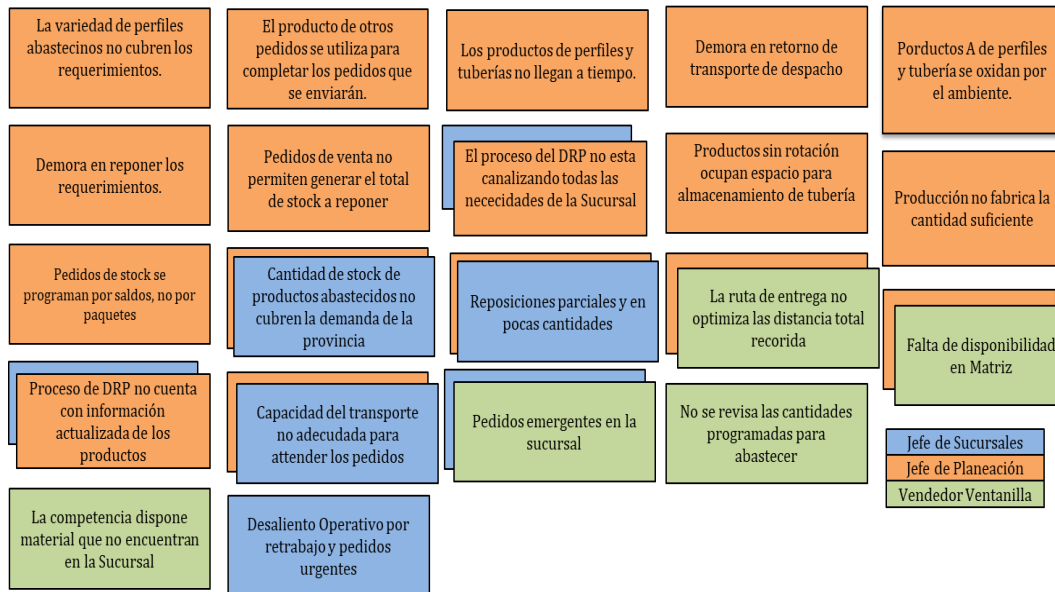 La variedad de perfiles
abastecinos no cubren los
requerimientos.
El producto de otros
pedidos se utiliza para
completar los pedidos que
se enviarán.
Los productos de perfiles y
tuberías no llegan a tiempo.
Demora en retorno de
transporte de despacho
Porductos A de perfiles
y tubería se oxidan por
el ambiente.
Demora en reponer los
requerimientos.
Pedidos de venta no
permiten generar el total
de stock a reponer
El proceso del DRP no esta
canalizando todas las
nececidades de la Sucursal
Productos sin rotación
ocupan espacio para
almacenamiento de tubería
Producción no fabrica la
cantidad suficiente
Pedidos de stock se
programan por saldos, no por
paquetes
Cantidad de stock de
productos abastecidos no
cubren la demanda de la
provincia
Reposiciones parciales y en
pocas cantidades
La ruta de entrega no
optimiza las distancia total
recorida
Falta de disponibilidad
en Matriz
Proceso de DRP no cuenta
con información
actualizada de los
productos
Capacidad del transporte
no adecudada para
attender los pedidos
Pedidos emergentes en la
sucursal
No se revisa las cantidades
programadas para
abastecer
Jefe de Sucursales
Jefe de Planeación
Vendedor Ventanilla
La competencia dispone
material que no encuentran
en la Sucursal
Desaliento Operativo por
retrabajo y pedidos
urgentes